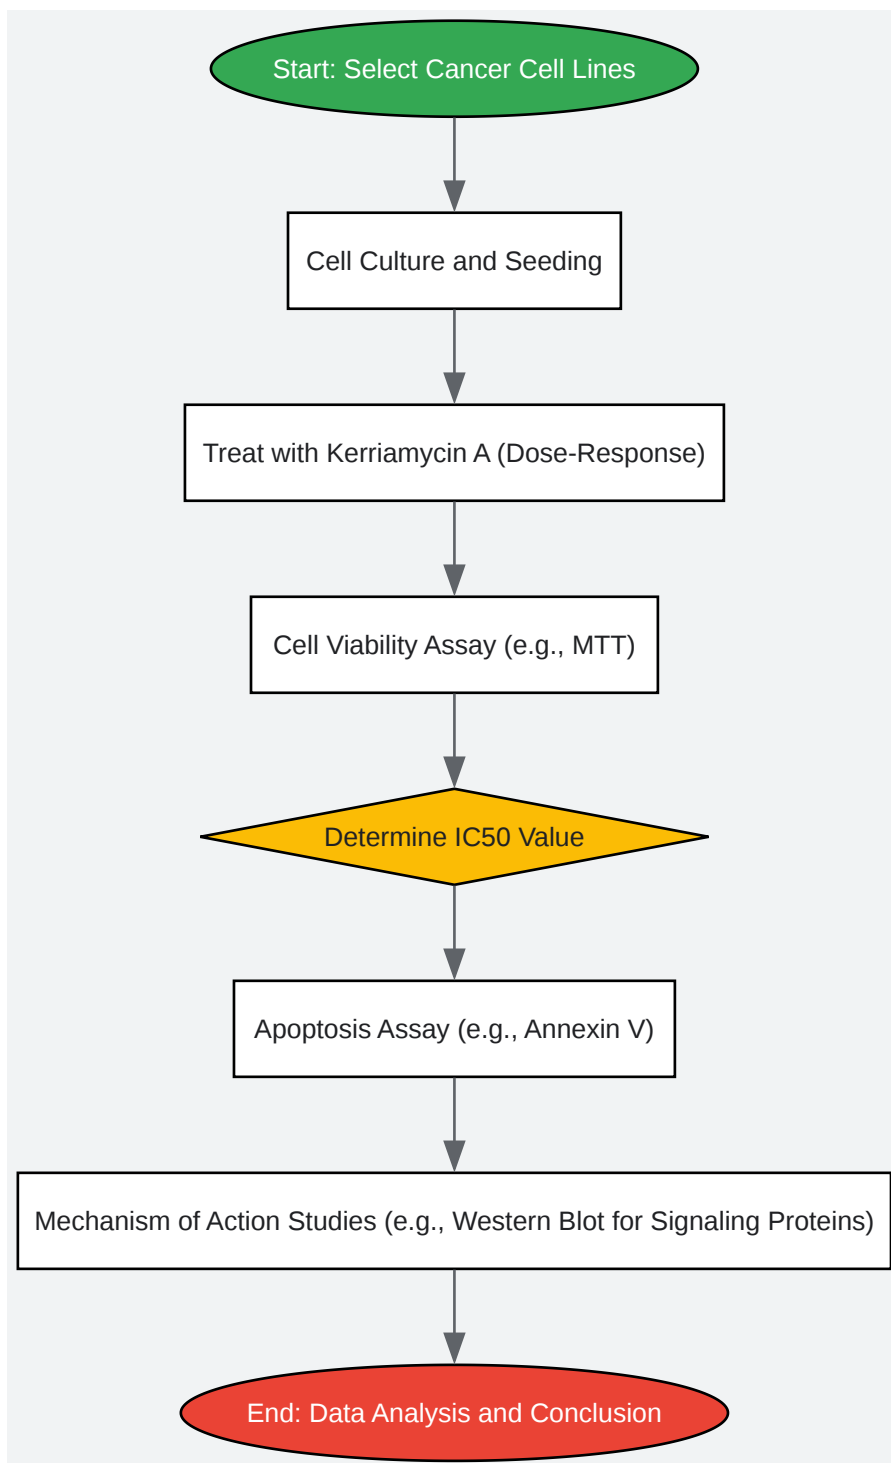 Start: Select Cancer Cell Lines
Cell Culture and Seeding
Treat with Kerriamycin A (Dose-Response)
Cell Viability Assay (e.g., MTT)
Determine IC50 Value
Apoptosis Assay (e.g., Annexin V)
Mechanism of Action Studies (e.g., Western Blot for Signaling Proteins)
End: Data Analysis and Conclusion